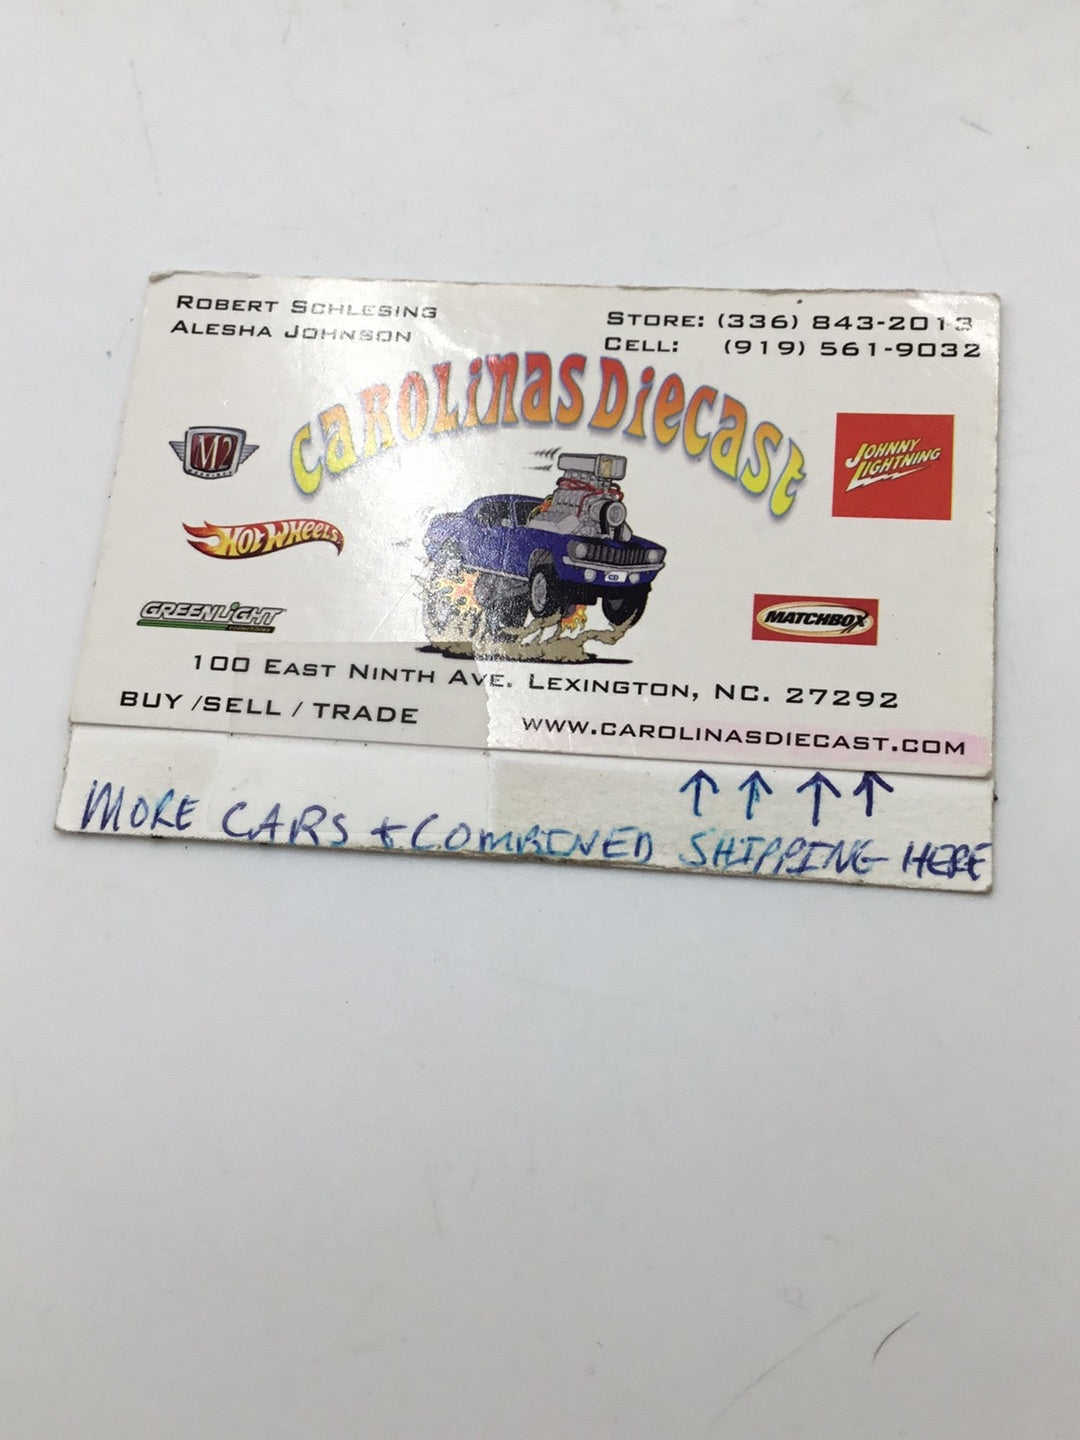 ROBERT SCHLESING
ALESHA JOHNSON
STORE: (336) 843-2013
CELL: (919) 561-9032
CAROLINAS DIECAST
M2
MACHINES
JOHNNY
LIGHTNING
HOT WHEELS
GREENLIGHT
MATCHBOX
100 EAST NINTH AVE. LEXINGTON, NC. 27292
BUY /SELL / TRADE
WWW.CAROLINASDIECAST.COM
↑ ↑ ↑ ↑
MORE CARS + COMBINED SHIPPING HERE